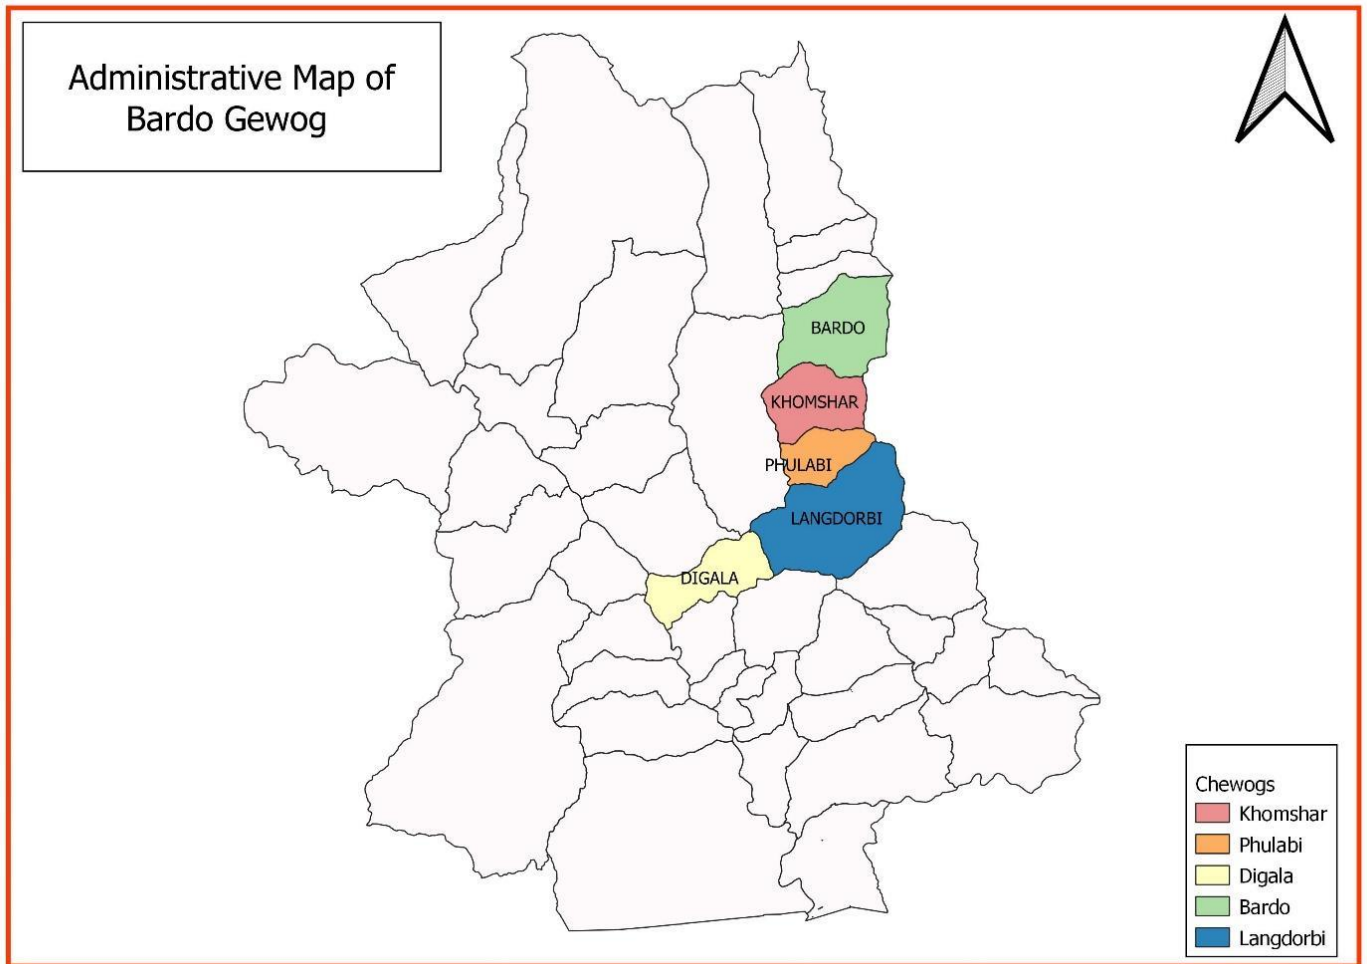 Administrative Map of
Bardo Gewog
BARDO
KHOMSHAR
PHULABI
LANGDORBI
DIGALA
Chewogs
Khomshar
Phulabi
Digala
Bardo
Langdorbi